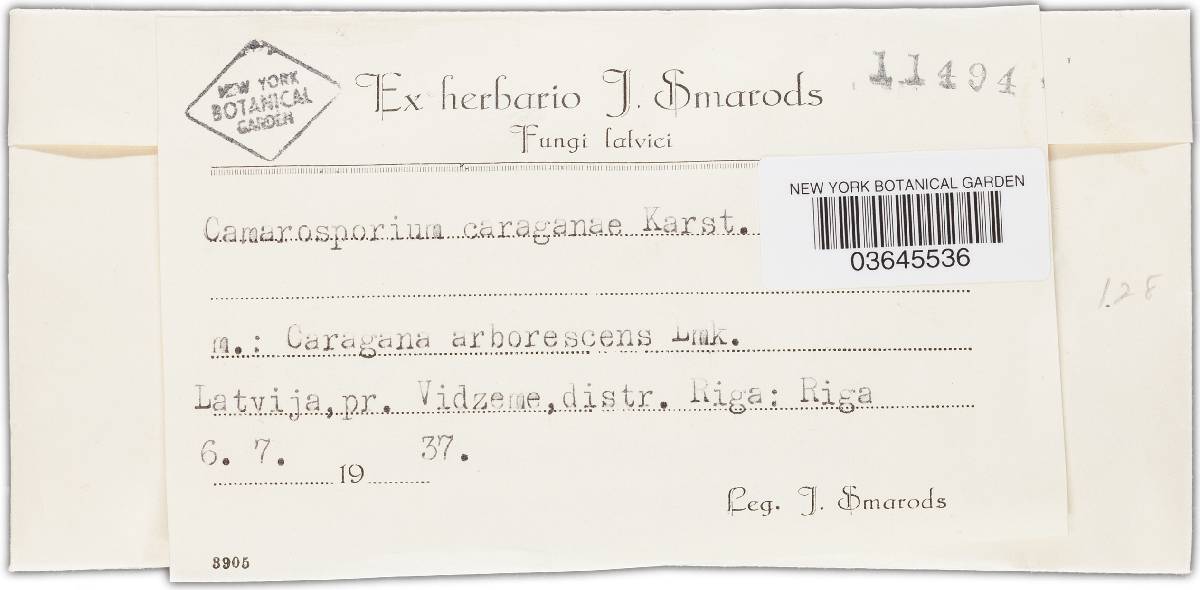 NEW YORK
BOTANICAL
GARDEN
Ex herbario J. Smarods
11494
Fungi latvici
NEW YORK BOTANICAL GARDEN
03645536
Camarosporium caraganae Karst.
128
m.: Caragana arborescens Lmk.
Latvija,pr. Vidzeme,distr. Riga: Riga
6. 7. 19 37.
Leg. J. Smarods
3905